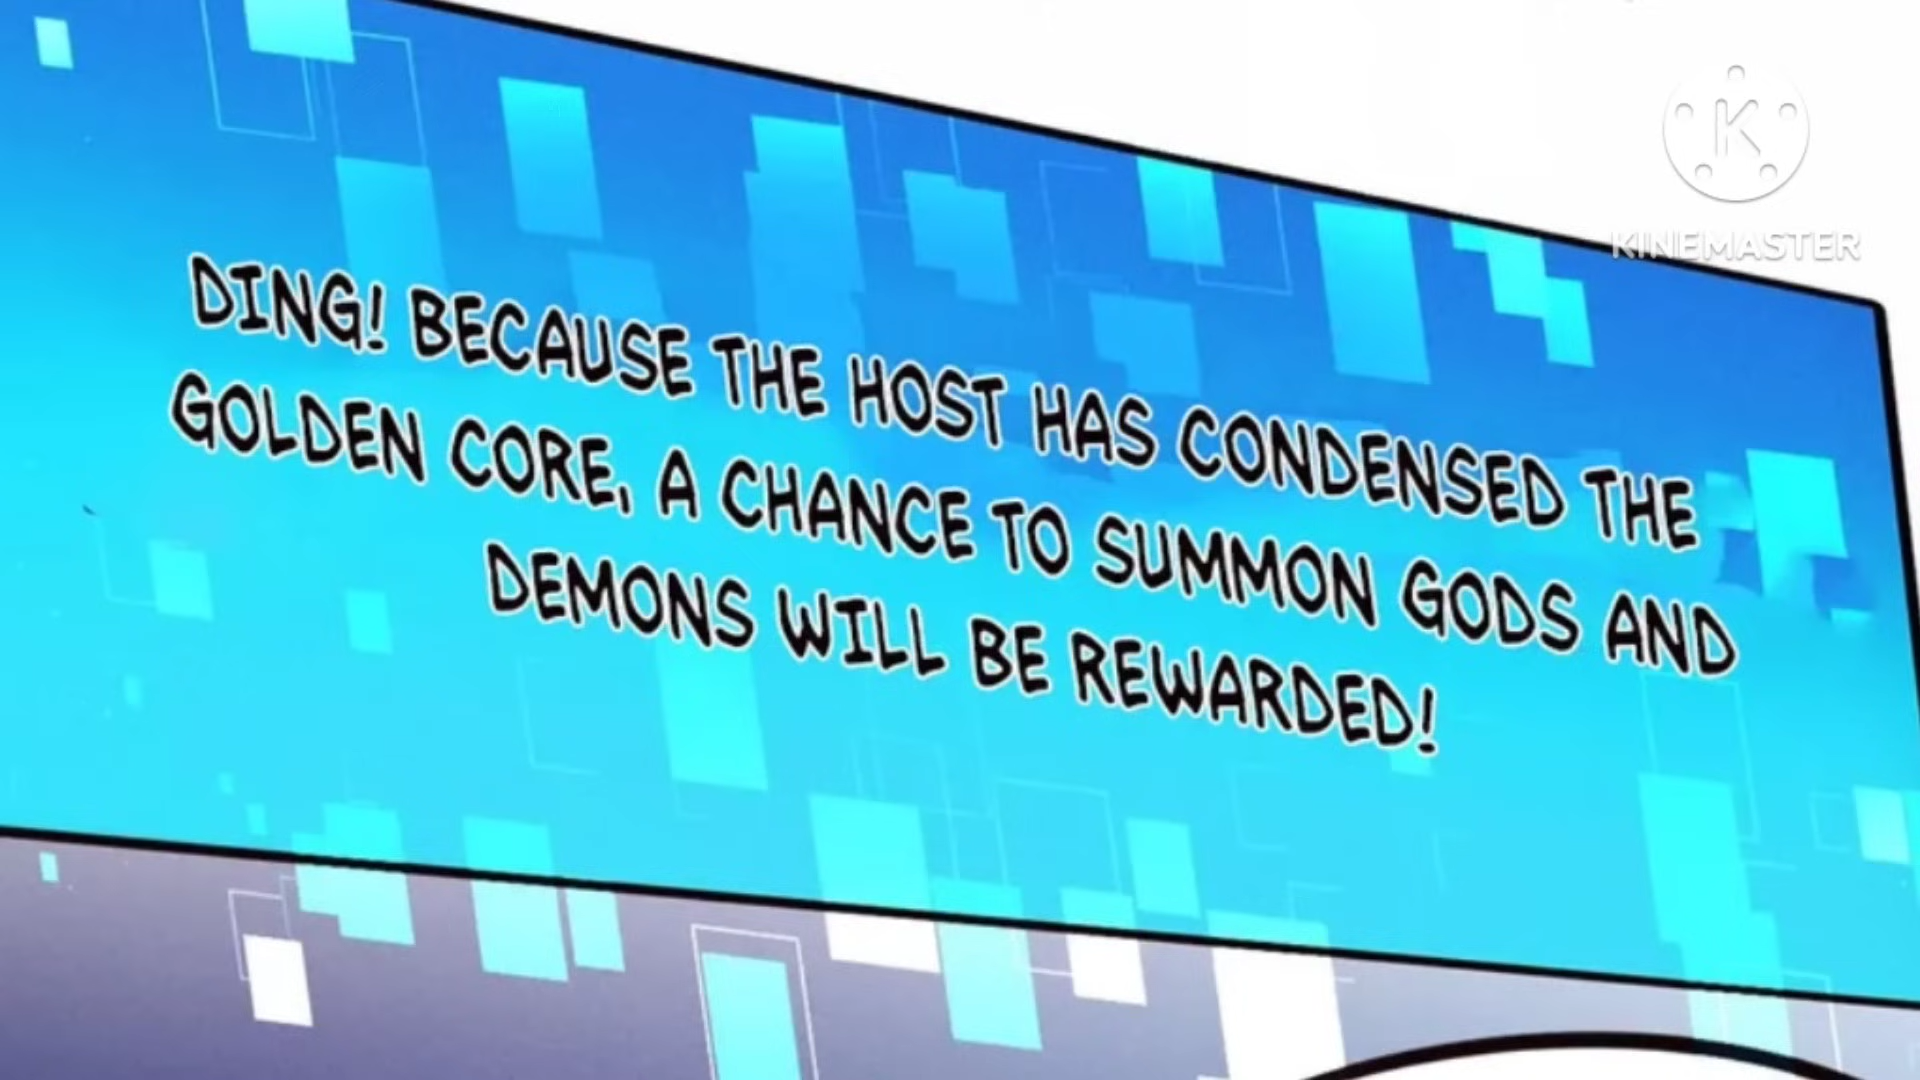 DING! BECAUSE THE HOST HAS CONDENSED THE
GOLDEN CORE, A CHANCE TO SUMMON GODS AND
DEMONS WILL BE REWARDED!
K
KINEMASTER